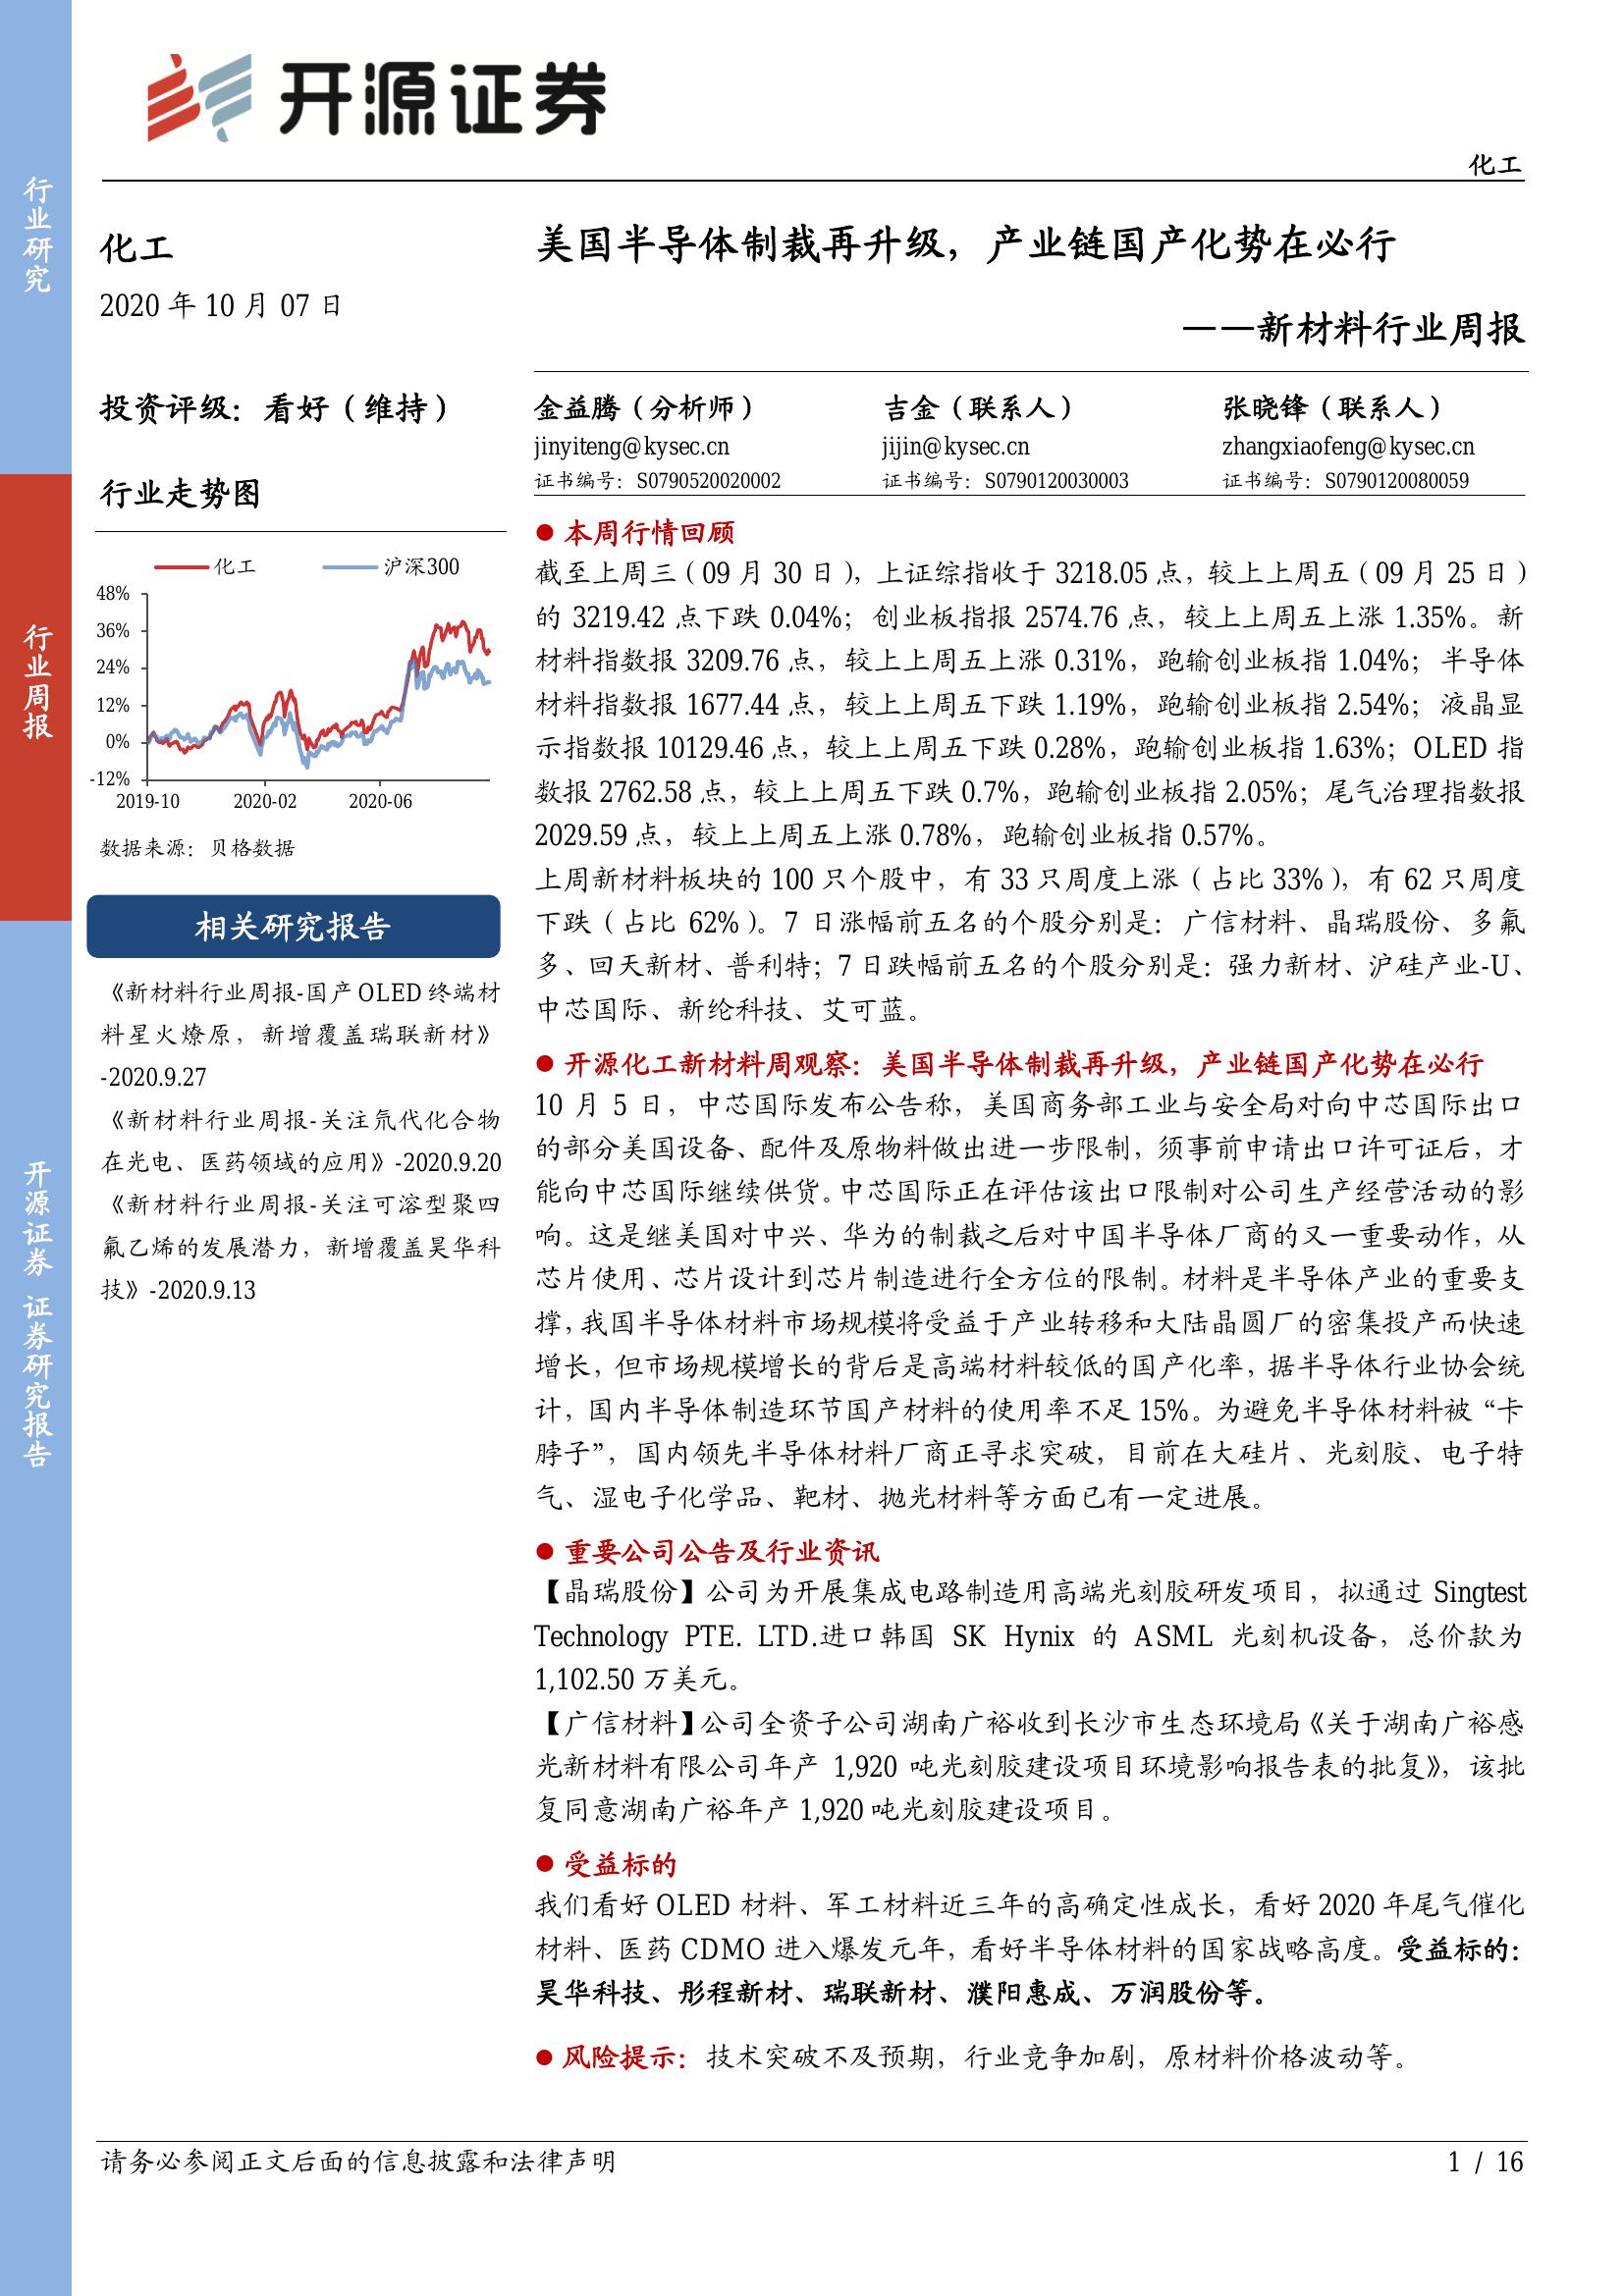 开源证券
化工
行业研究
行业周报
开源证券 证券研究报告
化工
2020 年 10 月 07 日
投资评级：看好（维持）
行业走势图
化工
沪深300
48%
36%
24%
12%
0%
-12%
2019-10
2020-02
2020-06
数据来源：贝格数据
相关研究报告
《新材料行业周报-国产 OLED 终端材
料星火燎原，新增覆盖瑞联新材》
-2020.9.27
《新材料行业周报-关注氘代化合物
在光电、医药领域的应用》-2020.9.20
《新材料行业周报-关注可溶型聚四
氟乙烯的发展潜力，新增覆盖昊华科
技》-2020.9.13
美国半导体制裁再升级，产业链国产化势在必行
——新材料行业周报
金益腾（分析师）
吉金（联系人）
张晓锋（联系人）
jinyiteng@kysec.cn
jijin@kysec.cn
zhangxiaofeng@kysec.cn
证书编号：S0790520020002
证书编号：S0790120030003
证书编号：S0790120080059
● 本周行情回顾
截至上周三（09 月 30 日），上证综指收于 3218.05 点，较上上周五（09 月 25 日）
的 3219.42 点下跌 0.04%；创业板指报 2574.76 点，较上上周五上涨 1.35%。新
材料指数报 3209.76 点，较上上周五上涨 0.31%，跑输创业板指 1.04%；半导体
材料指数报 1677.44 点，较上上周五下跌 1.19%，跑输创业板指 2.54%；液晶显
示指数报 10129.46 点，较上上周五下跌 0.28%，跑输创业板指 1.63%；OLED 指
数报 2762.58 点，较上上周五下跌 0.7%，跑输创业板指 2.05%；尾气治理指数报
2029.59 点，较上上周五上涨 0.78%，跑输创业板指 0.57%。
上周新材料板块的 100 只个股中，有 33 只周度上涨（占比 33%），有 62 只周度
下跌（占比 62%）。7 日涨幅前五名的个股分别是：广信材料、晶瑞股份、多氟
多、回天新材、普利特；7 日跌幅前五名的个股分别是：强力新材、沪硅产业-U、
中芯国际、新纶科技、艾可蓝。
● 开源化工新材料周观察：美国半导体制裁再升级，产业链国产化势在必行
10 月 5 日，中芯国际发布公告称，美国商务部工业与安全局对向中芯国际出口
的部分美国设备、配件及原物料做出进一步限制，须事前申请出口许可证后，才
能向中芯国际继续供货。中芯国际正在评估该出口限制对公司生产经营活动的影
响。这是继美国对中兴、华为的制裁之后对中国半导体厂商的又一重要动作，从
芯片使用、芯片设计到芯片制造进行全方位的限制。材料是半导体产业的重要支
撑，我国半导体材料市场规模将受益于产业转移和大陆晶圆厂的密集投产而快速
增长，但市场规模增长的背后是高端材料较低的国产化率，据半导体行业协会统
计，国内半导体制造环节国产材料的使用率不足 15%。为避免半导体材料被“卡
脖子”，国内领先半导体材料厂商正寻求突破，目前在大硅片、光刻胶、电子特
气、湿电子化学品、靶材、抛光材料等方面已有一定进展。
● 重要公司公告及行业资讯
【晶瑞股份】公司为开展集成电路制造用高端光刻胶研发项目，拟通过 Singtest
Technology PTE. LTD.进口韩国 SK Hynix 的 ASML 光刻机设备，总价款为
1,102.50 万美元。
【广信材料】公司全资子公司湖南广裕收到长沙市生态环境局《关于湖南广裕感
光新材料有限公司年产 1,920 吨光刻胶建设项目环境影响报告表的批复》，该批
复同意湖南广裕年产 1,920 吨光刻胶建设项目。
● 受益标的
我们看好 OLED 材料、军工材料近三年的高确定性成长，看好 2020 年尾气催化
材料、医药 CDMO 进入爆发元年，看好半导体材料的国家战略高度。受益标的：
昊华科技、彤程新材、瑞联新材、濮阳惠成、万润股份等。
● 风险提示：技术突破不及预期，行业竞争加剧，原材料价格波动等。
请务必参阅正文后面的信息披露和法律声明
1 / 16